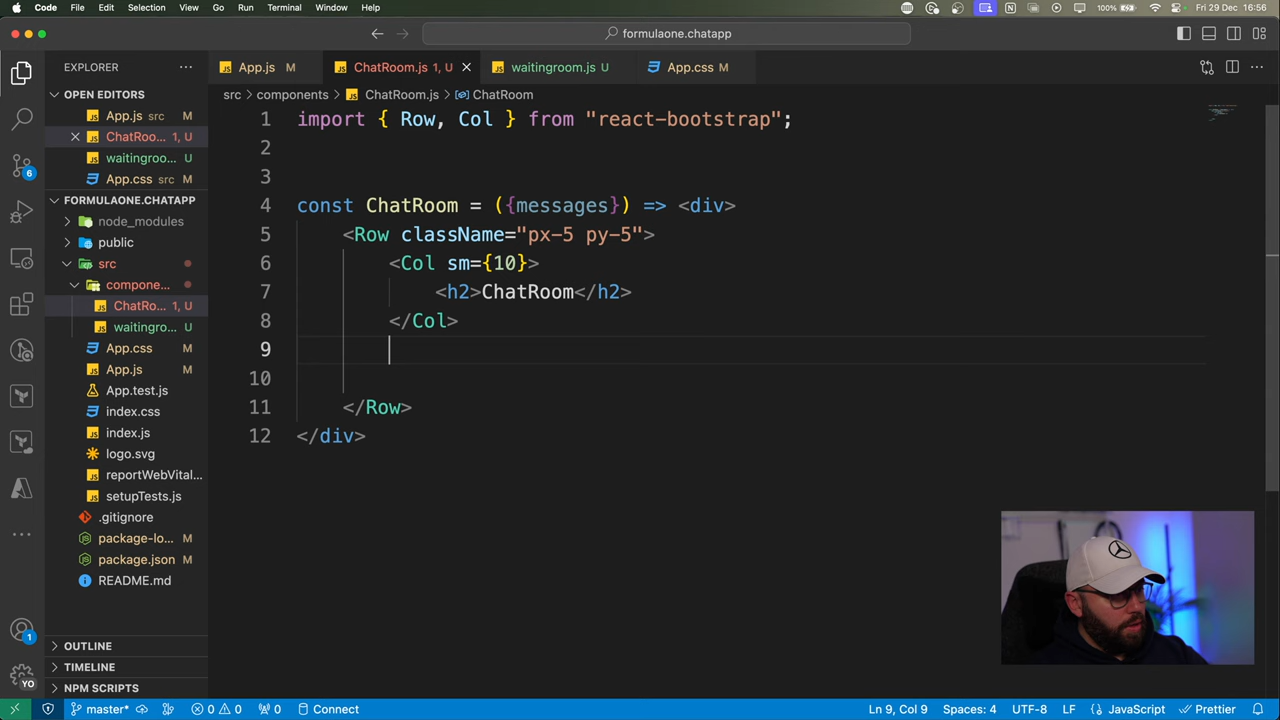 Code File Edit Selection View Go Run Terminal Window Help 100% Fri 29 Dec 16:56
formulaone.chatapp
EXPLORER
App.js M
ChatRoom.js 1, U
waitingroom.js U
App.css M
src > components > ChatRoom.js > ChatRoom
OPEN EDITORS
App.js src M
ChatRoo... 1, U
waitingroo... U
App.css src M
FORMULAONE.CHATAPP
node_modules
public
src
compone...
ChatRo... 1, U
waitingro... U
App.css M
App.js M
App.test.js
index.css
index.js
logo.svg
reportWebVital...
setupTests.js
.gitignore
package-lo... M
package.json M
README.md
OUTLINE
TIMELINE
NPM SCRIPTS
6
1
YO
1 import { Row, Col } from "react-bootstrap";
2
3
4 const ChatRoom = ({messages}) => <div>
5 <Row className="px-5 py-5">
6 <Col sm={10}>
7 <h2>ChatRoom</h2>
8 </Col>
9
10
11 </Row>
12 </div>
master* 0 0 0 Connect Ln 9, Col 9 Spaces: 4 UTF-8 LF {} JavaScript Prettier